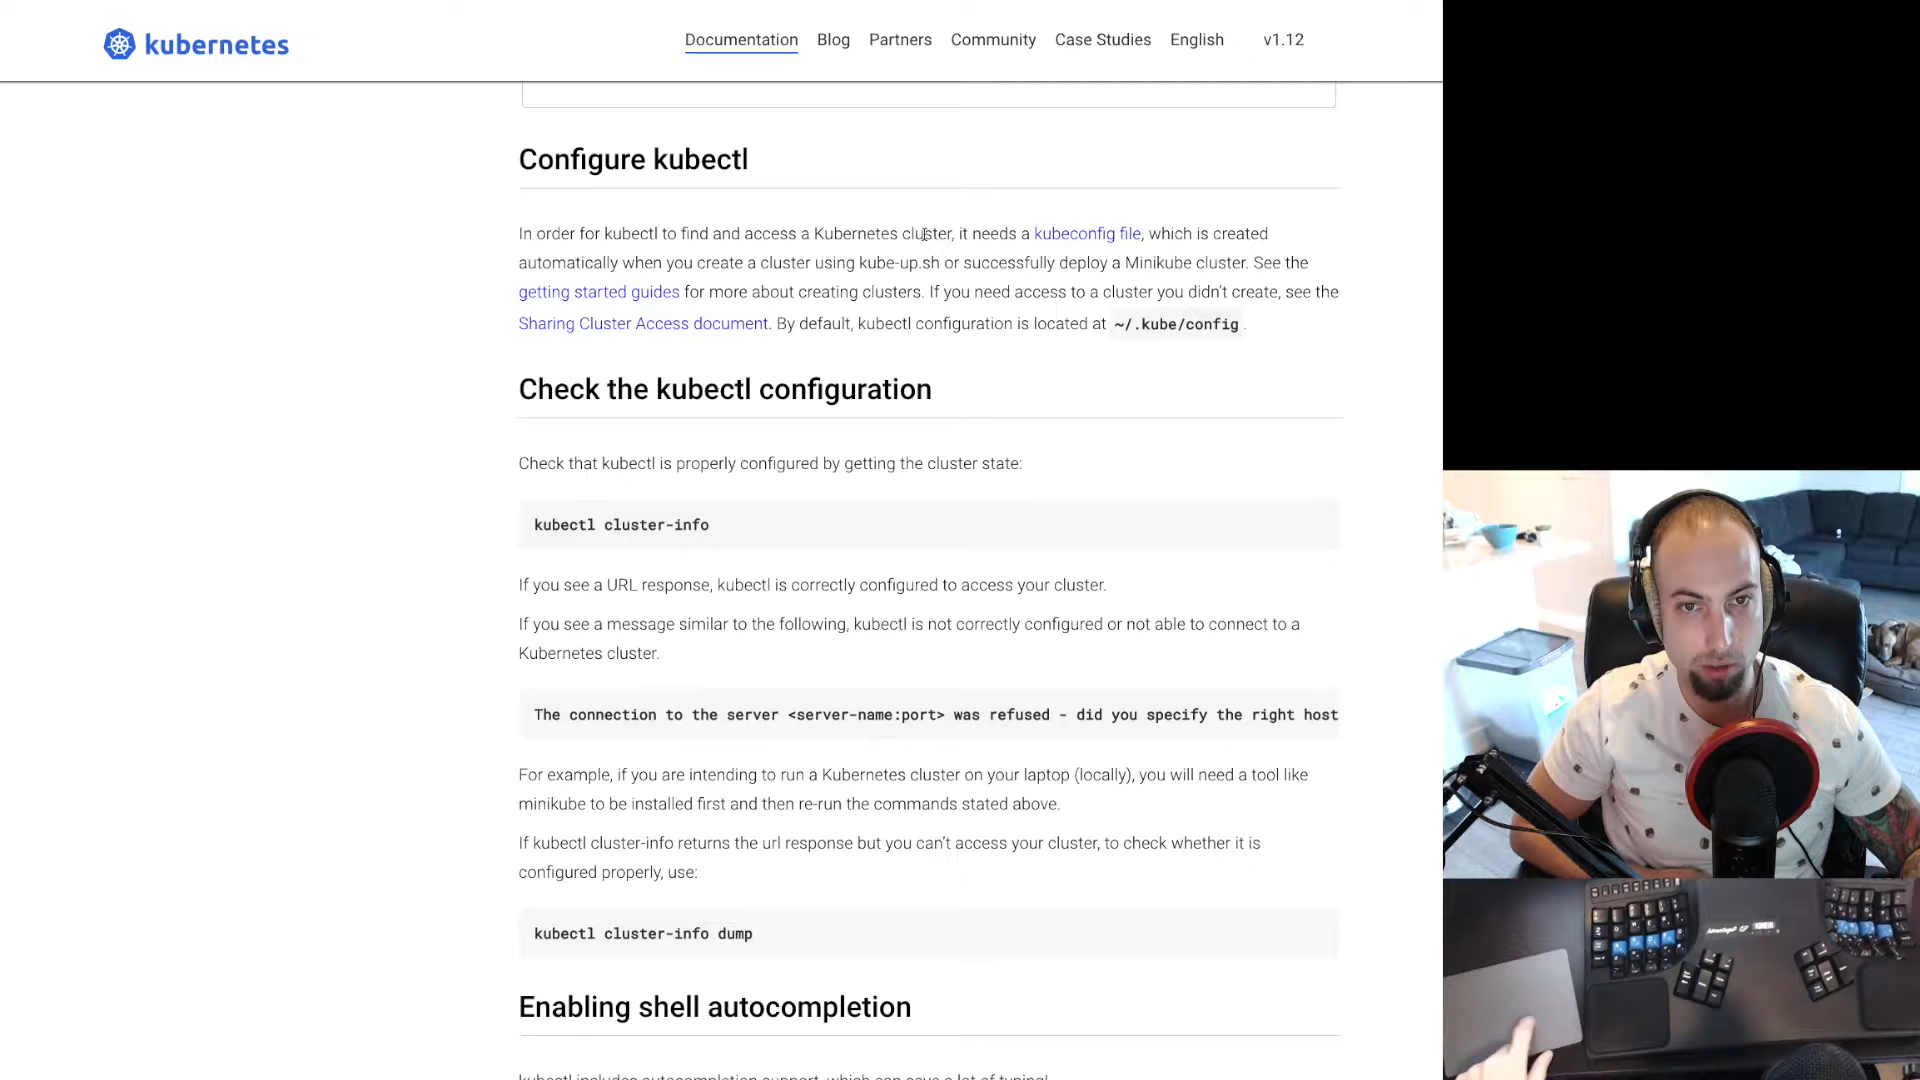 kubernetes
Documentation Blog Partners Community Case Studies English v1.12
Configure kubectl
In order for kubectl to find and access a Kubernetes cluster, it needs a kubeconfig file, which is created
automatically when you create a cluster using kube-up.sh or successfully deploy a Minikube cluster. See the
getting started guides for more about creating clusters. If you need access to a cluster you didn't create, see the
Sharing Cluster Access document. By default, kubectl configuration is located at ~/.kube/config .
Check the kubectl configuration
Check that kubectl is properly configured by getting the cluster state:
kubectl cluster-info
If you see a URL response, kubectl is correctly configured to access your cluster.
If you see a message similar to the following, kubectl is not correctly configured or not able to connect to a
Kubernetes cluster.
The connection to the server <server-name:port> was refused - did you specify the right host
For example, if you are intending to run a Kubernetes cluster on your laptop (locally), you will need a tool like
minikube to be installed first and then re-run the commands stated above.
If kubectl cluster-info returns the url response but you can't access your cluster, to check whether it is
configured properly, use:
kubectl cluster-info dump
Enabling shell autocompletion
kubectl includes autocompletion support, which can save a lot of typing!